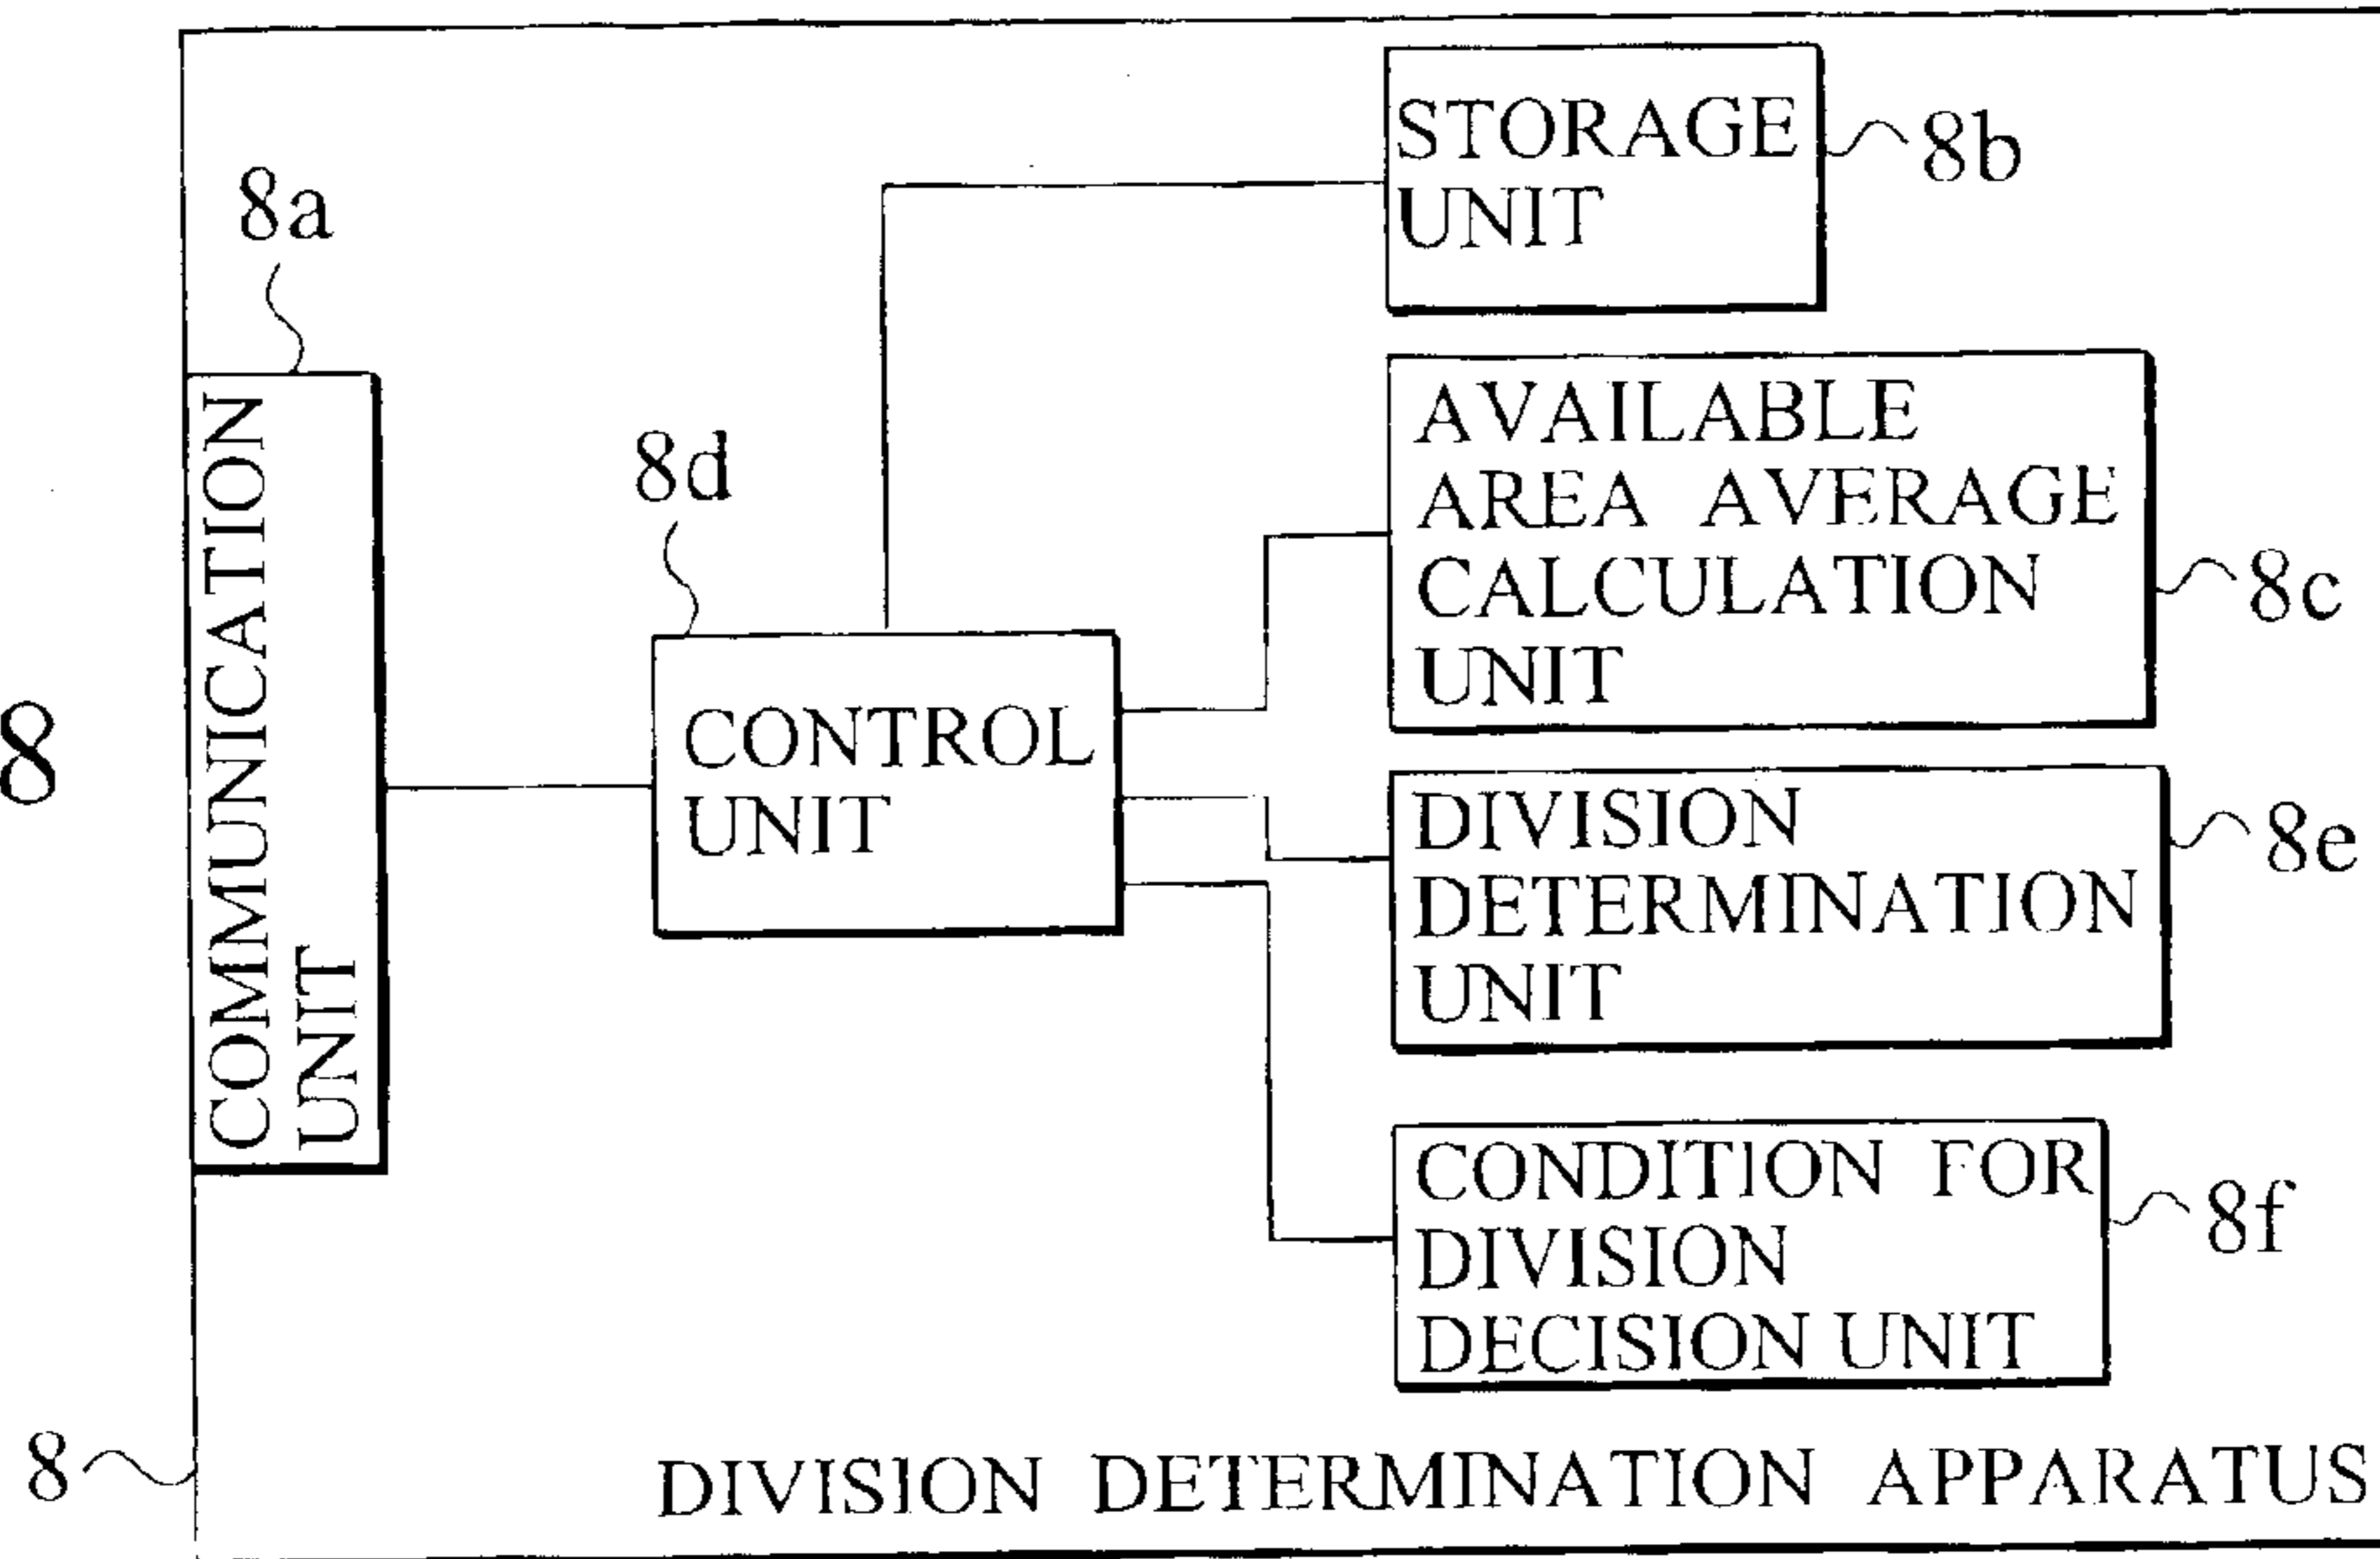 8
8a
COMMUNICATION
UNIT
8d
CONTROL
UNIT
STORAGE
UNIT
8b
AVAILABLE
AREA AVERAGE
CALCULATION
UNIT
8c
DIVISION
DETERMINATION
UNIT
8e
CONDITION FOR
DIVISION
DECISION UNIT
8f
8
DIVISION DETERMINATION APPARATUS